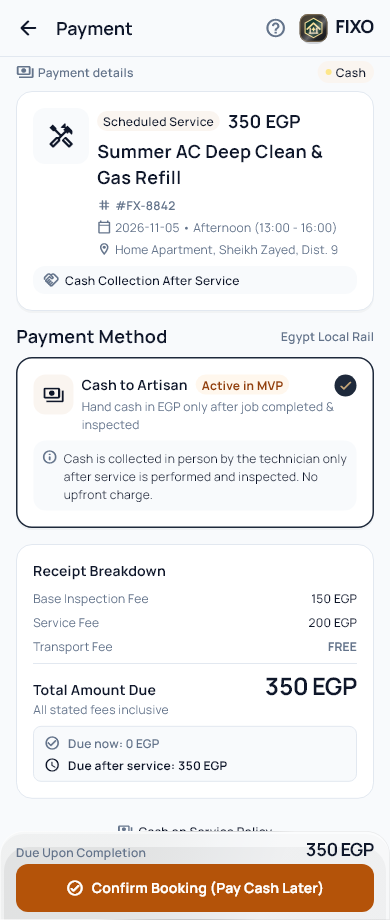 Payment
FIXO
Payment details
Cash
Scheduled Service
350 EGP
Summer AC Deep Clean &
Gas Refill
# #FX-8842
2026-11-05 • Afternoon (13:00 - 16:00)
Home Apartment, Sheikh Zayed, Dist. 9
Cash Collection After Service
Payment Method
Egypt Local Rail
Cash to Artisan
Active in MVP
Hand cash in EGP only after job completed &
inspected
Cash is collected in person by the technician only
after service is performed and inspected. No
upfront charge.
Receipt Breakdown
Base Inspection Fee
150 EGP
Service Fee
200 EGP
Transport Fee
FREE
Total Amount Due
350 EGP
All stated fees inclusive
Due now: 0 EGP
Due after service: 350 EGP
Cash on Service Policy
Due Upon Completion
350 EGP
Confirm Booking (Pay Cash Later)